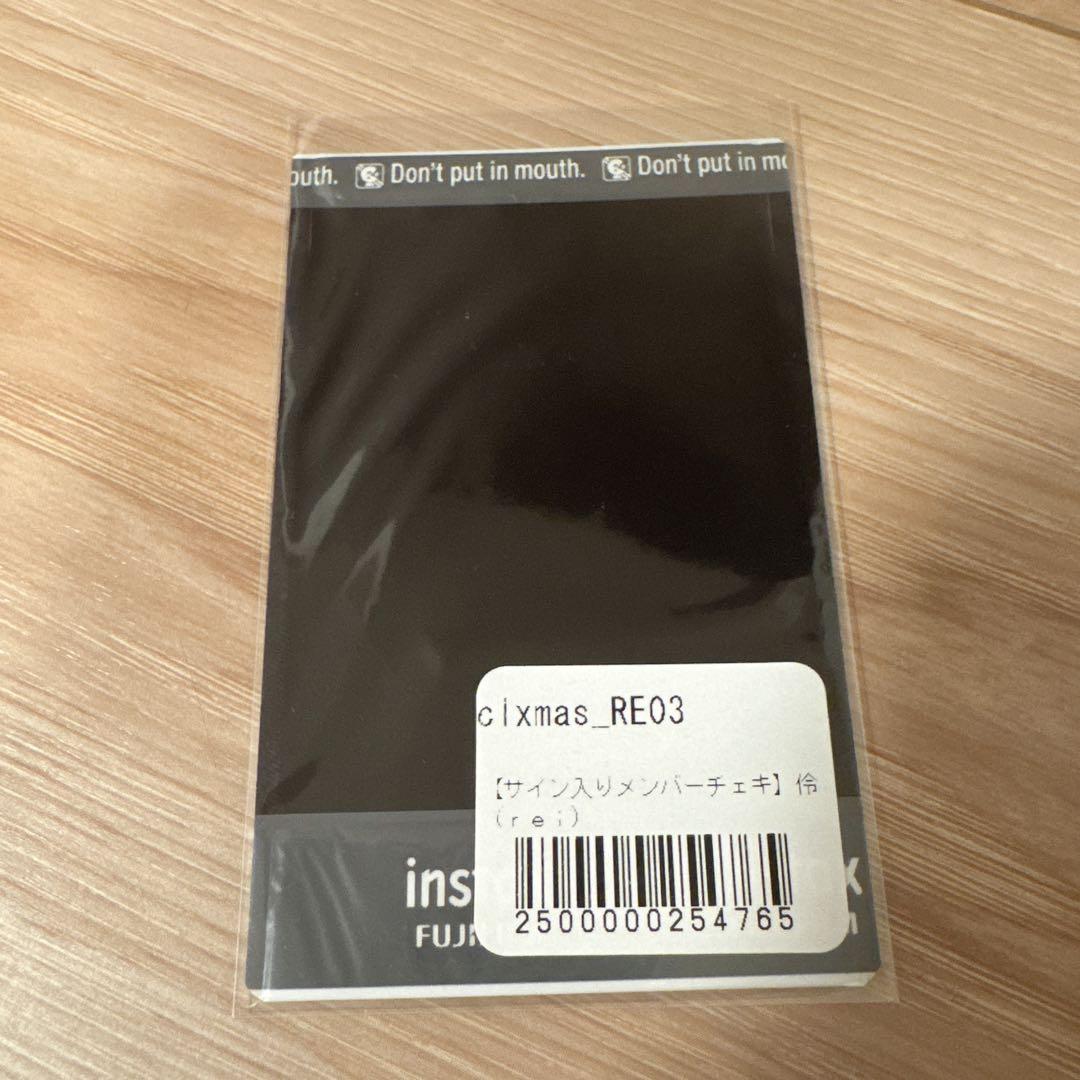 outh. Don't put in mouth. Don't put in mo
clxmas_RE03
【サイン入りメンバーチェキ】伶
(rei)
inst x
FUJI M
2500000254765